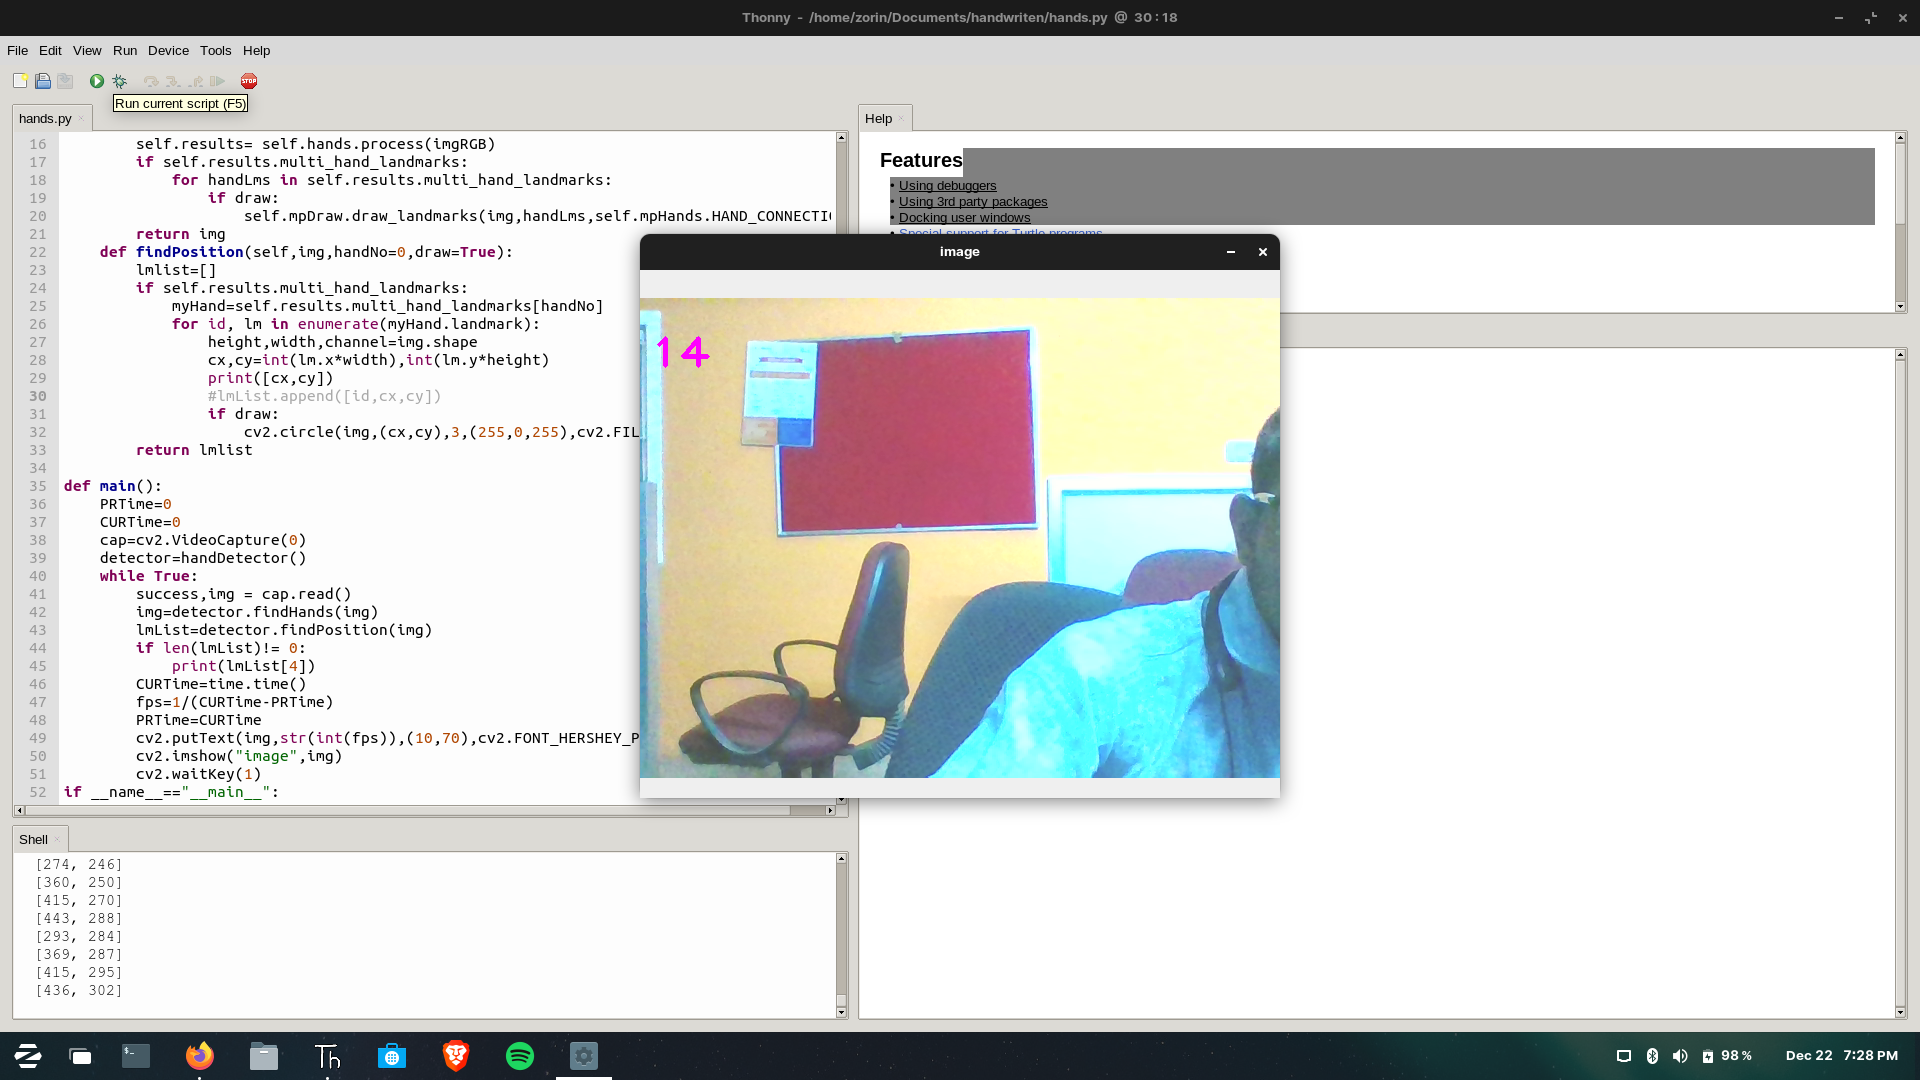 Thonny - /home/zorin/Documents/handwriten/hands.py @ 30 : 18
File Edit View Run Device Tools Help
STOP
Run current script (F5)
hands.py
16 self.results= self.hands.process(imgRGB)
17 if self.results.multi_hand_landmarks:
18 for handLms in self.results.multi_hand_landmarks:
19 if draw:
20 self.mpDraw.draw_landmarks(img,handLms,self.mpHands.HAND_CONNECTIO
21 return img
22 def findPosition(self,img,handNo=0,draw=True):
23 lmlist=[]
24 if self.results.multi_hand_landmarks:
25 myHand=self.results.multi_hand_landmarks[handNo]
26 for id, lm in enumerate(myHand.landmark):
27 height,width,channel=img.shape
28 cx,cy=int(lm.x*width),int(lm.y*height)
29 print([cx,cy])
30 #lmList.append([id,cx,cy])
31 if draw:
32 cv2.circle(img,(cx,cy),3,(255,0,255),cv2.FIL
33 return lmlist
34
35 def main():
36 PRTime=0
37 CURTime=0
38 cap=cv2.VideoCapture(0)
39 detector=handDetector()
40 while True:
41 success,img = cap.read()
42 img=detector.findHands(img)
43 lmList=detector.findPosition(img)
44 if len(lmList)!= 0:
45 print(lmList[4])
46 CURTime=time.time()
47 fps=1/(CURTime-PRTime)
48 PRTime=CURTime
49 cv2.putText(img,str(int(fps)),(10,70),cv2.FONT_HERSHEY_P
50 cv2.imshow("image",img)
51 cv2.waitKey(1)
52 if __name__=="__main__":
Shell
[274, 246]
[360, 250]
[415, 270]
[443, 288]
[293, 284]
[369, 287]
[415, 295]
[436, 302]
Help
Features
• Using debuggers
• Using 3rd party packages
• Docking user windows
• Special support for Turtle programs
image
14
Th
98 %
Dec 22 7:28 PM